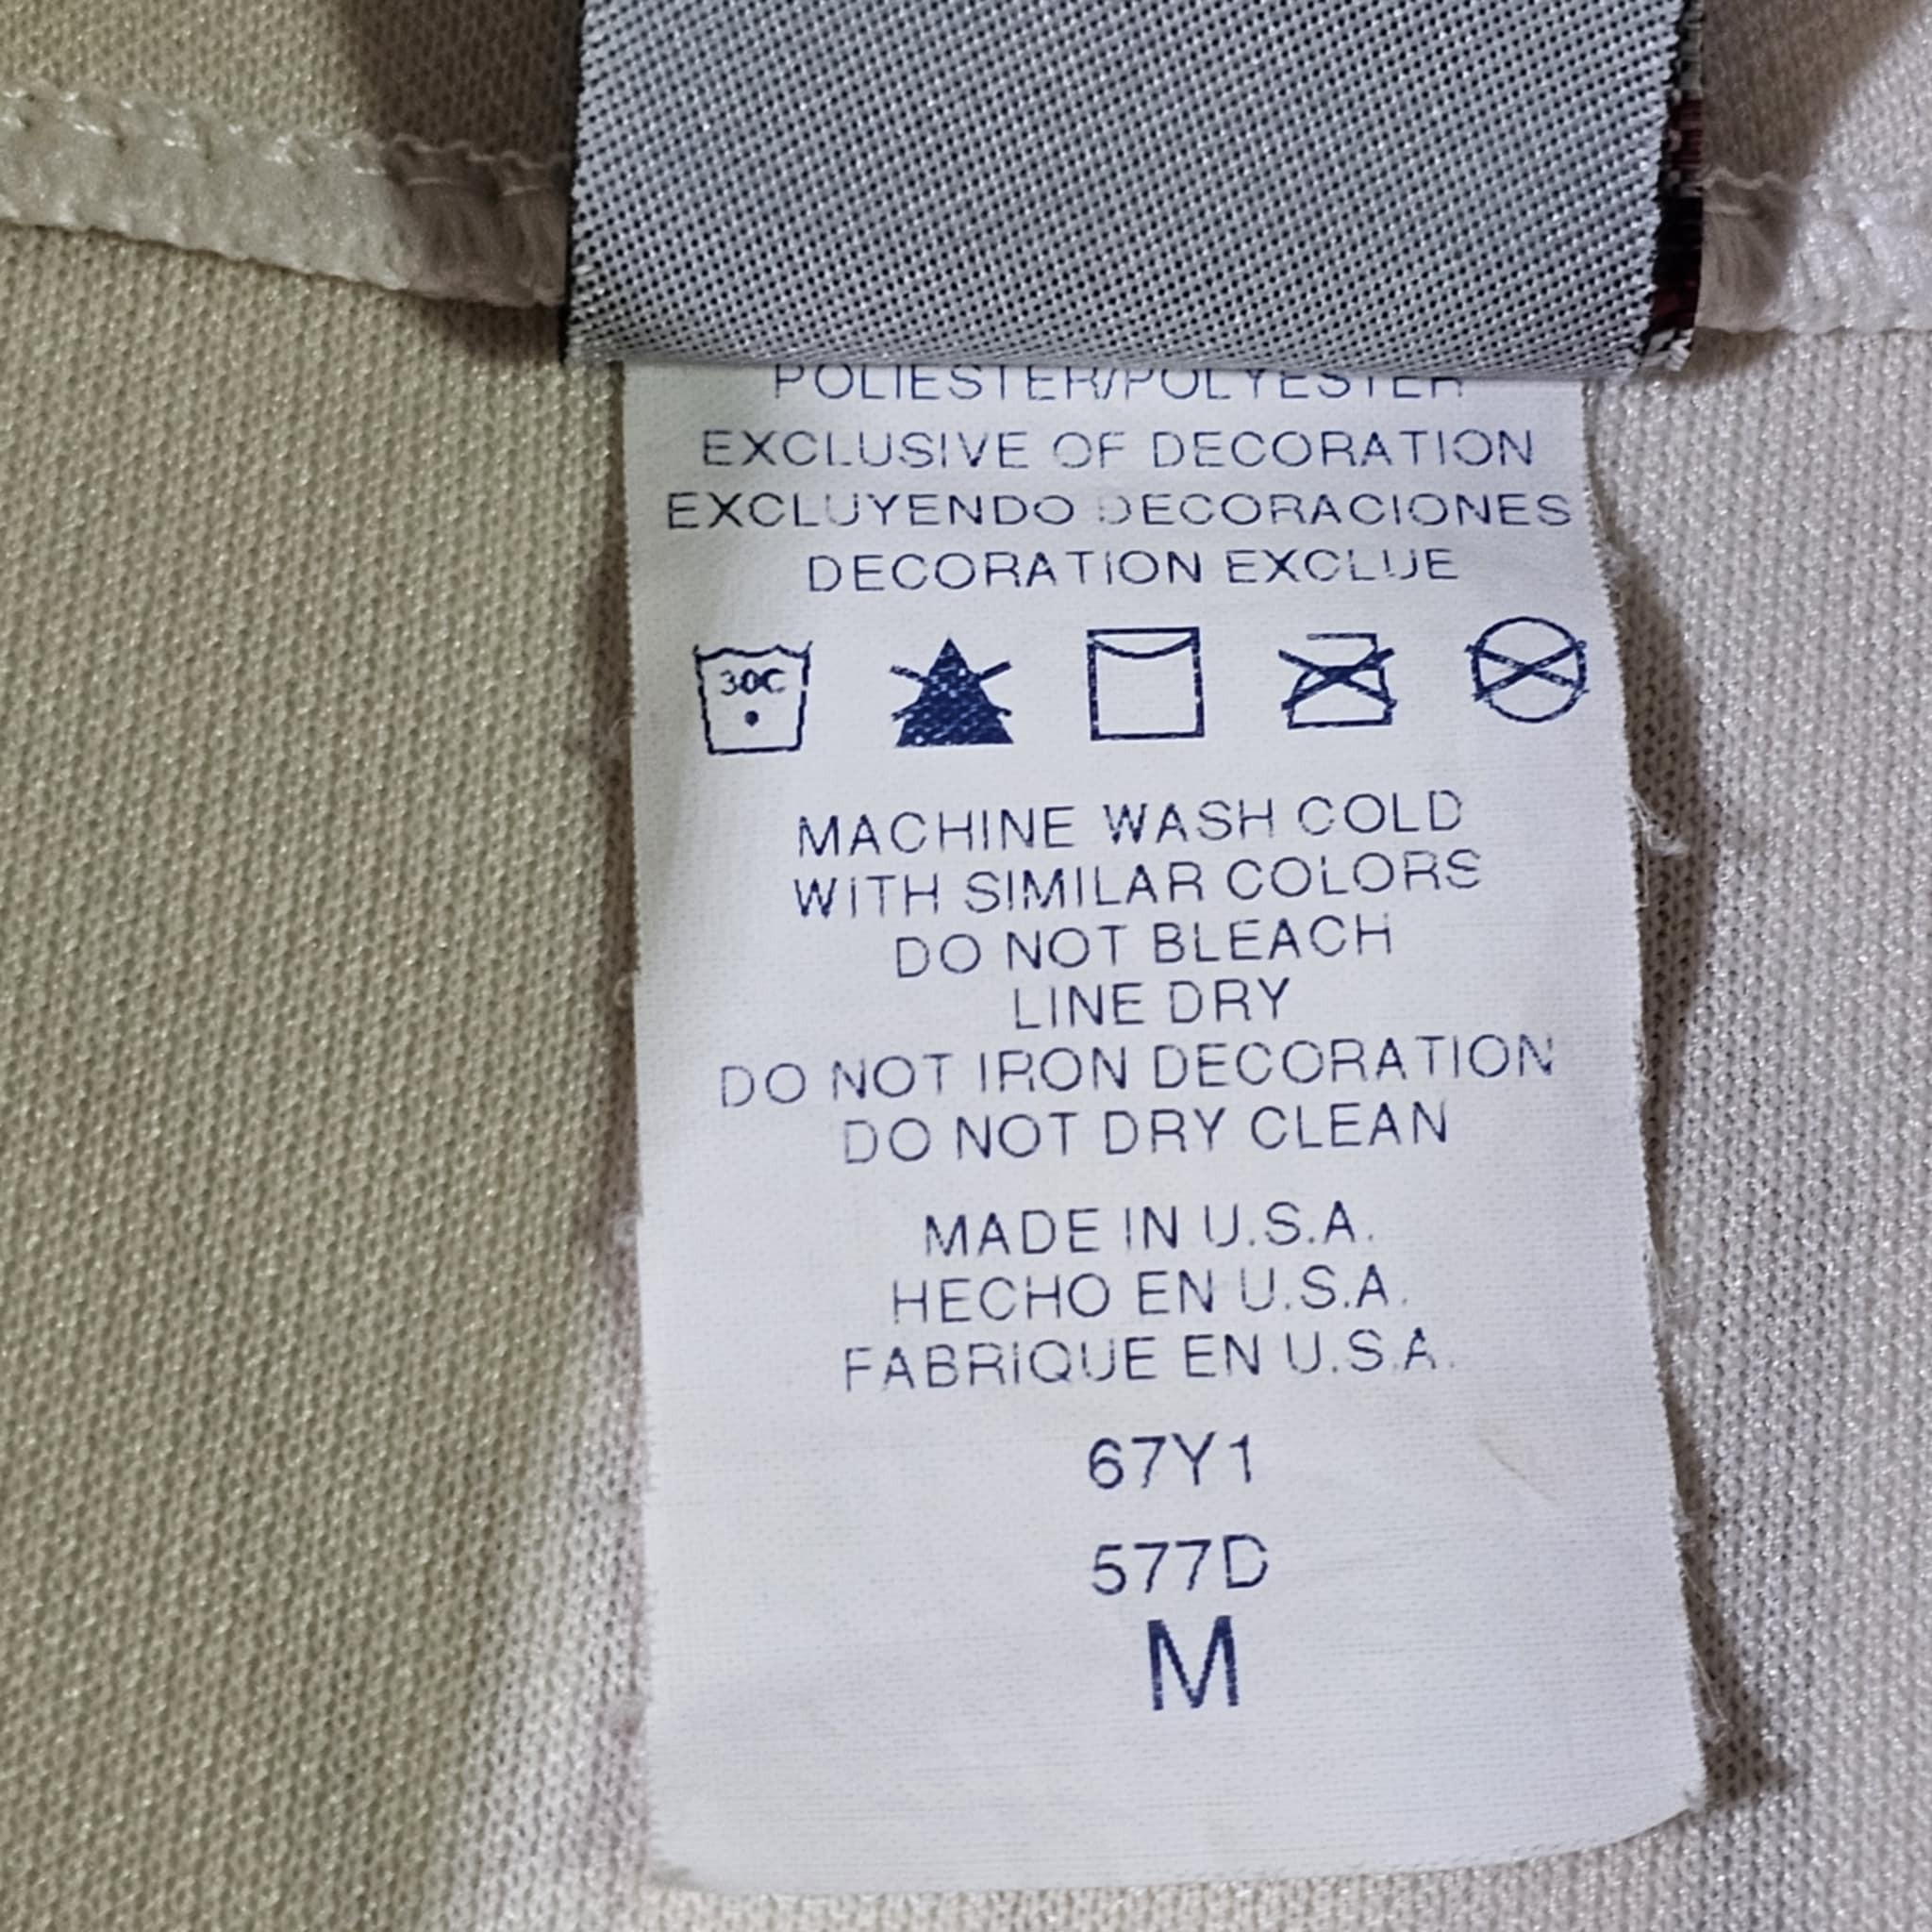 POLIESTER/POLYESTER
EXCLUSIVE OF DECORATION
EXCLUYENDO DECORACIONES
DECORATION EXCLUE
30C
MACHINE WASH COLD
WITH SIMILAR COLORS
DO NOT BLEACH
LINE DRY
DO NOT IRON DECORATION
DO NOT DRY CLEAN
MADE IN U.S.A.
HECHO EN U.S.A.
FABRIQUE EN U.S.A.
67Y1
577D
M